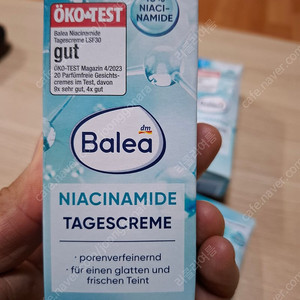 ÖKO-TEST
Balea Niacinamide
Tagescreme LSF30
gut
ÖKO-TEST Magazin 4/2023
20 Parfümfreie Gesichts-
cremes im Test, davon
9x sehr gut, 4x gut
NIACI-
NAMIDE
dm
Balea
NIACINAMIDE
TAGESCREME
· porenverfeinernd
· für einen glatten und
frischen Teint